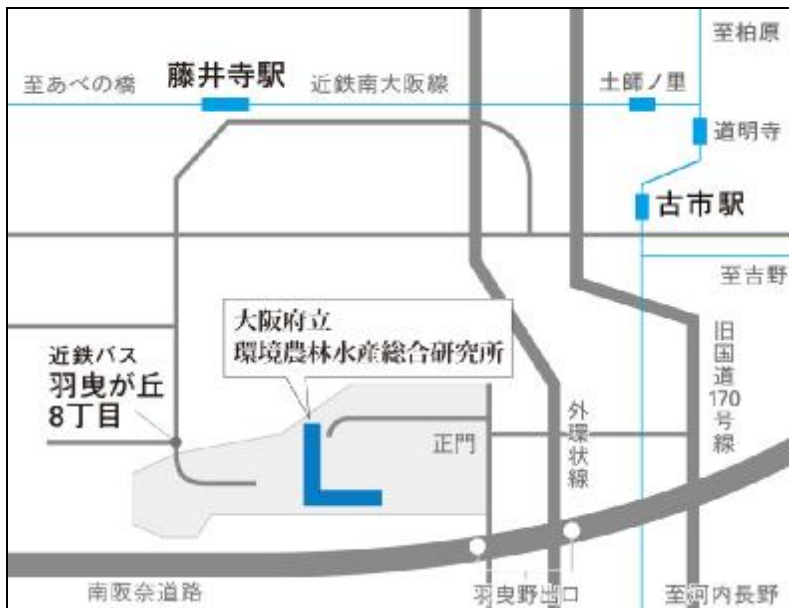 至柏原
藤井寺駅
至あべの橋
近鉄南大阪線
土師ノ里
道明寺
古市駅
至吉野
大阪府立
環境農林水産総合研究所
近鉄バス
羽曳が丘
8丁目
旧国道170号線
外環状線
正門
南阪奈道路
羽曳野出口
至河内長野